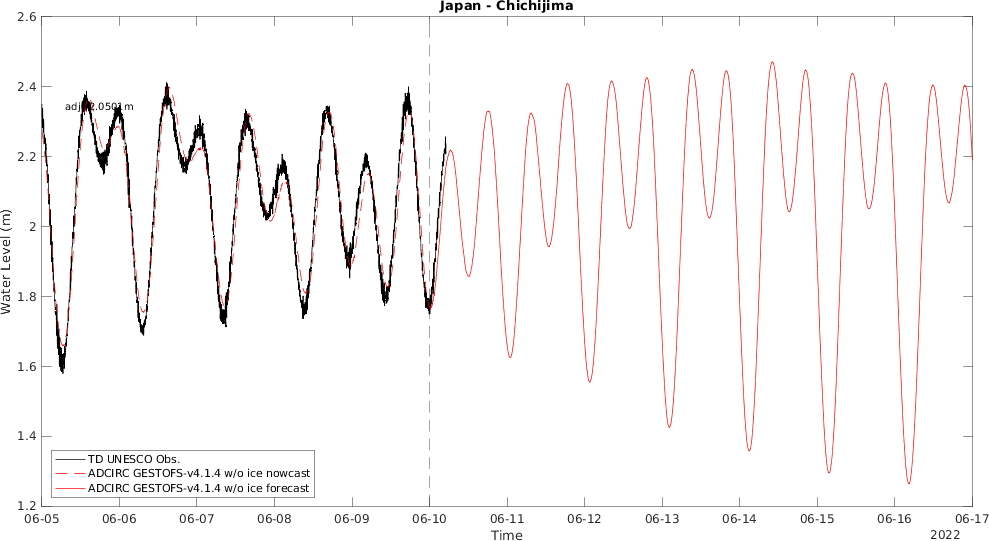 Japan - Chichijima
2.6
2.4
2.2
2
1.8
1.6
1.4
1.2
Water Level (m)
2.0501m
TD UNESCO Obs.
ADCIRC GESTOFS-v4.1.4 w/o ice nowcast
ADCIRC GESTOFS-v4.1.4 w/o ice forecast
06-05 06-06 06-07 06-08 06-09 06-10 06-11 06-12 06-13 06-14 06-15 06-16 06-17
Time
2022